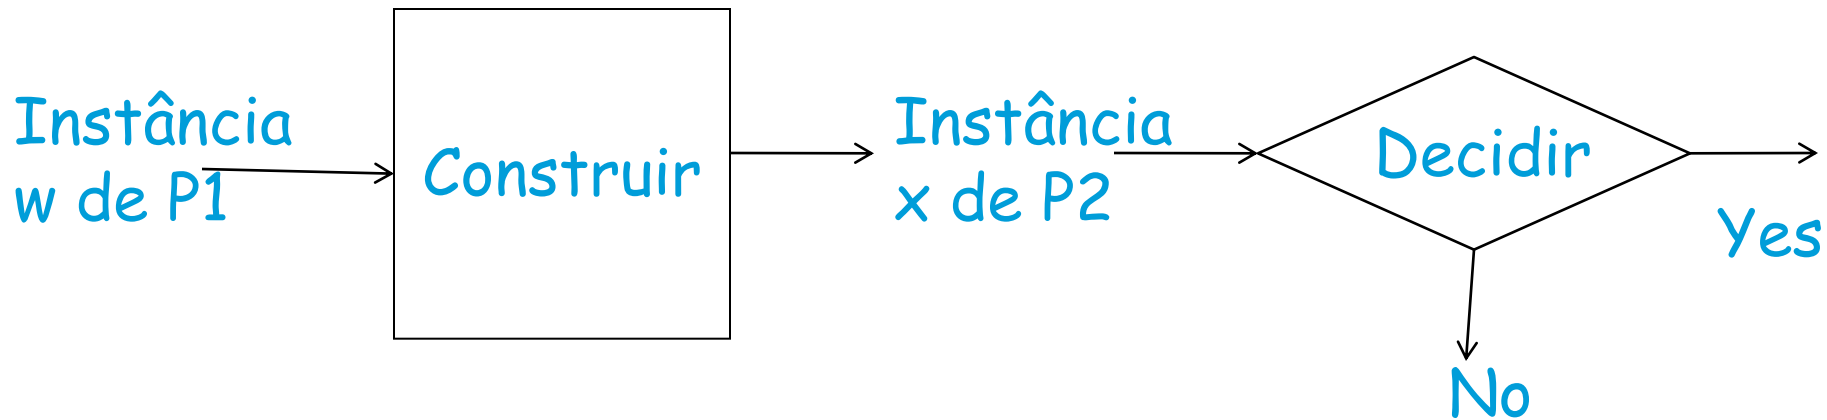 Instância
w de P1
Construir
Instância
x de P2
Decidir
Yes
No